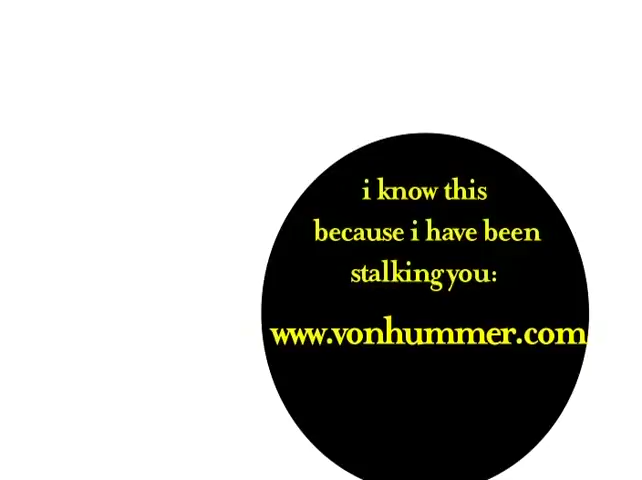 i know this
because i have been
stalking you:
www.vonhummer.com